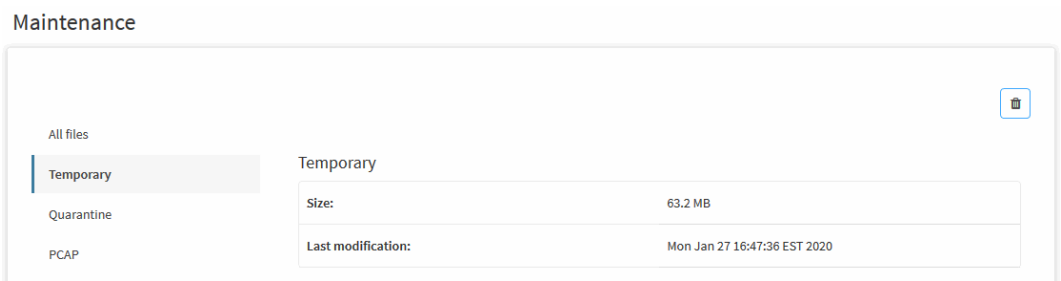 Maintenance
All files
Temporary
Quarantine
PCAP
Temporary
Size: 63.2 MB
Last modification: Mon Jan 27 16:47:36 EST 2020